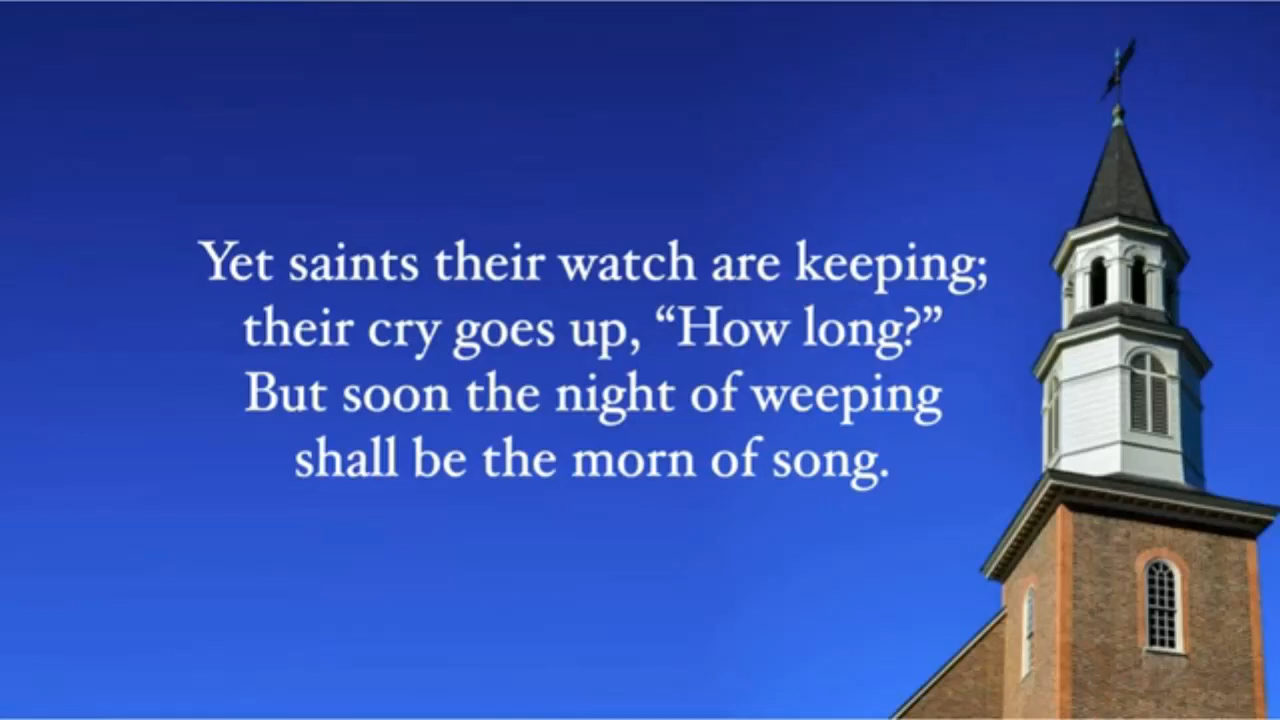 Yet saints their watch are keeping;
their cry goes up, “How long?”
But soon the night of weeping
shall be the morn of song.